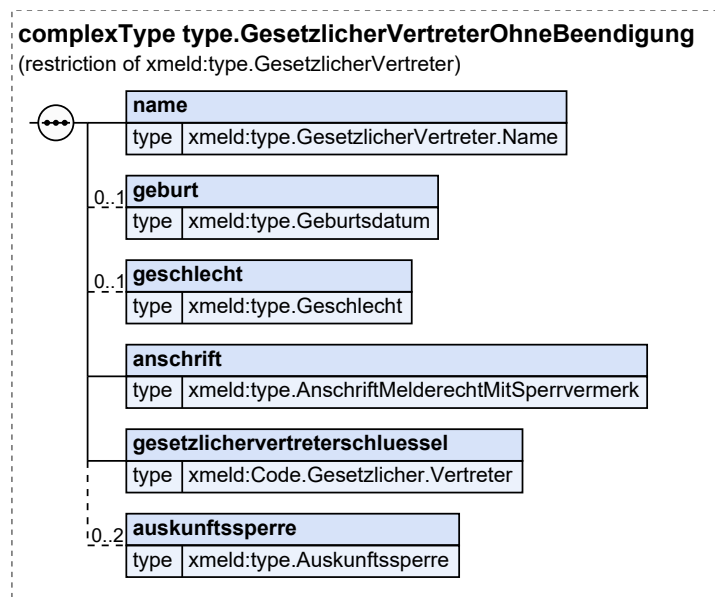 complexType type.GesetzlicherVertreterOhneBeendigung
(restriction of xmeld:type.GesetzlicherVertreter)
name
type xmeld:type.GesetzlicherVertreter.Name
0..1 geburt
type xmeld:type.Geburtsdatum
0..1 geschlecht
type xmeld:type.Geschlecht
anschrift
type xmeld:type.AnschriftMelderechtMitSperrvermerk
gesetzlichervertreterschluessel
type xmeld:Code.Gesetzlicher.Vertreter
0..2 auskunftssperre
type xmeld:type.Auskunftssperre